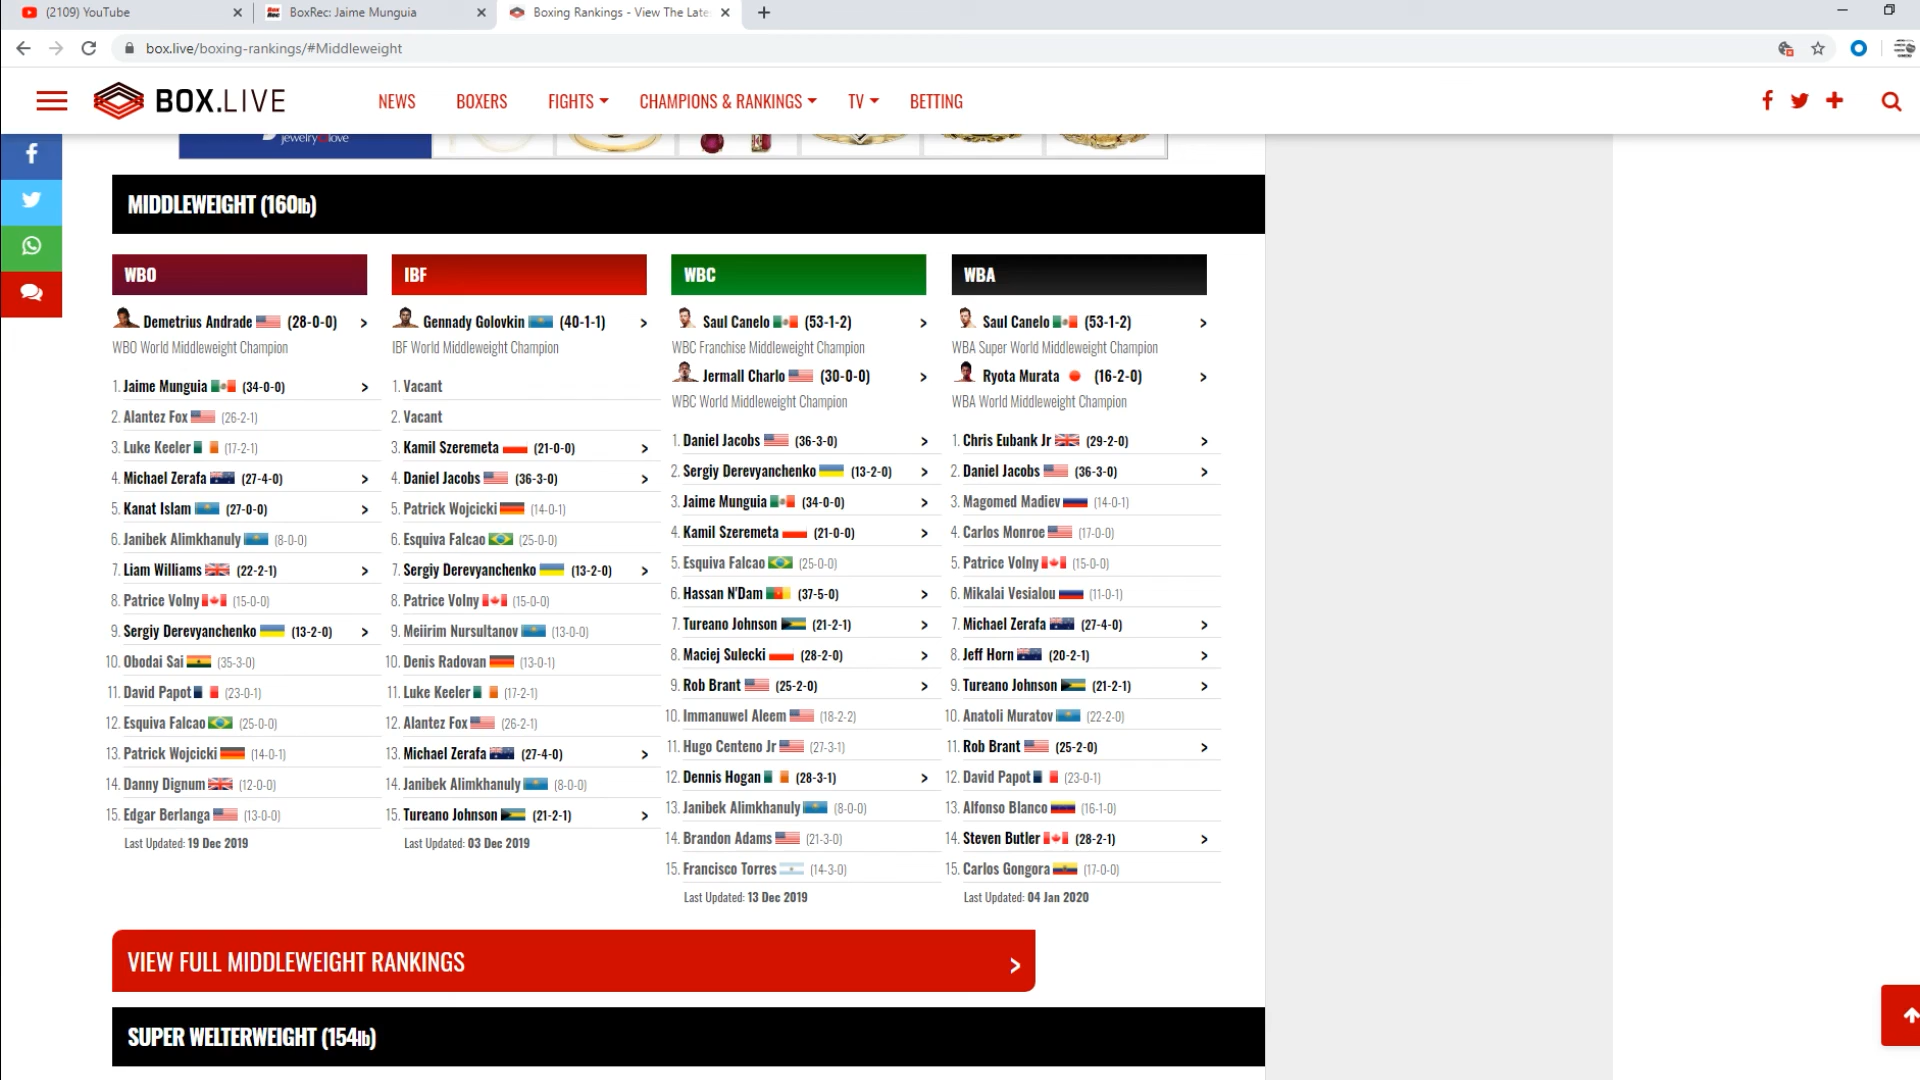 (2109) YouTube
BoxRec: Jaime Munguia
Boxing Rankings - View The Late
box.live/boxing-rankings/#Middleweight
BOX.LIVE
NEWS
BOXERS
FIGHTS
CHAMPIONS & RANKINGS
TV
BETTING
jewelry love
MIDDLEWEIGHT (160lb)
WBO
Demetrius Andrade (28-0-0) >
WBO World Middleweight Champion
1. Jaime Munguia (34-0-0) >
2. Alantez Fox (26-2-1)
3. Luke Keeler (17-2-1)
4. Michael Zerafa (27-4-0) >
5. Kanat Islam (27-0-0) >
6. Janibek Alimkhanuly (8-0-0)
7. Liam Williams (22-2-1) >
8. Patrice Volny (15-0-0)
9. Sergiy Derevyanchenko (13-2-0) >
10. Obodai Sai (35-3-0)
11. David Papot (23-0-1)
12. Esquiva Falcao (25-0-0)
13. Patrick Wojcicki (14-0-1)
14. Danny Dignum (12-0-0)
15. Edgar Berlanga (13-0-0)
Last Updated: 19 Dec 2019
IBF
Gennady Golovkin (40-1-1) >
IBF World Middleweight Champion
1. Vacant
2. Vacant
3. Kamil Szeremeta (21-0-0) >
4. Daniel Jacobs (36-3-0) >
5. Patrick Wojcicki (14-0-1)
6. Esquiva Falcao (25-0-0)
7. Sergiy Derevyanchenko (13-2-0) >
8. Patrice Volny (15-0-0)
9. Meiirim Nursultanov (13-0-0)
10. Denis Radovan (13-0-1)
11. Luke Keeler (17-2-1)
12. Alantez Fox (26-2-1)
13. Michael Zerafa (27-4-0) >
14. Janibek Alimkhanuly (8-0-0)
15. Tureano Johnson (21-2-1) >
Last Updated: 03 Dec 2019
WBC
Saul Canelo (53-1-2) >
WBC Franchise Middleweight Champion
Jermall Charlo (30-0-0) >
WBC World Middleweight Champion
1. Daniel Jacobs (36-3-0) >
2. Sergiy Derevyanchenko (13-2-0) >
3. Jaime Munguia (34-0-0) >
4. Kamil Szeremeta (21-0-0) >
5. Esquiva Falcao (25-0-0)
6. Hassan N'Dam (37-5-0) >
7. Tureano Johnson (21-2-1) >
8. Maciej Sulecki (28-2-0) >
9. Rob Brant (25-2-0) >
10. Immanuwel Aleem (18-2-2)
11. Hugo Centeno Jr (27-3-1)
12. Dennis Hogan (28-3-1) >
13. Janibek Alimkhanuly (8-0-0)
14. Brandon Adams (21-3-0)
15. Francisco Torres (14-3-0)
Last Updated: 13 Dec 2019
WBA
Saul Canelo (53-1-2) >
WBA Super World Middleweight Champion
Ryota Murata (16-2-0) >
WBA World Middleweight Champion
1. Chris Eubank Jr (29-2-0) >
2. Daniel Jacobs (36-3-0) >
3. Magomed Madiev (14-0-1)
4. Carlos Monroe (17-0-0)
5. Patrice Volny (15-0-0)
6. Mikalai Vesialou (11-0-1)
7. Michael Zerafa (27-4-0) >
8. Jeff Horn (20-2-1) >
9. Tureano Johnson (21-2-1) >
10. Anatoli Muratov (22-2-0)
11. Rob Brant (25-2-0) >
12. David Papot (23-0-1)
13. Alfonso Blanco (16-1-0)
14. Steven Butler (28-2-1) >
15. Carlos Gongora (17-0-0)
Last Updated: 04 Jan 2020
VIEW FULL MIDDLEWEIGHT RANKINGS >
SUPER WELTERWEIGHT (154lb)